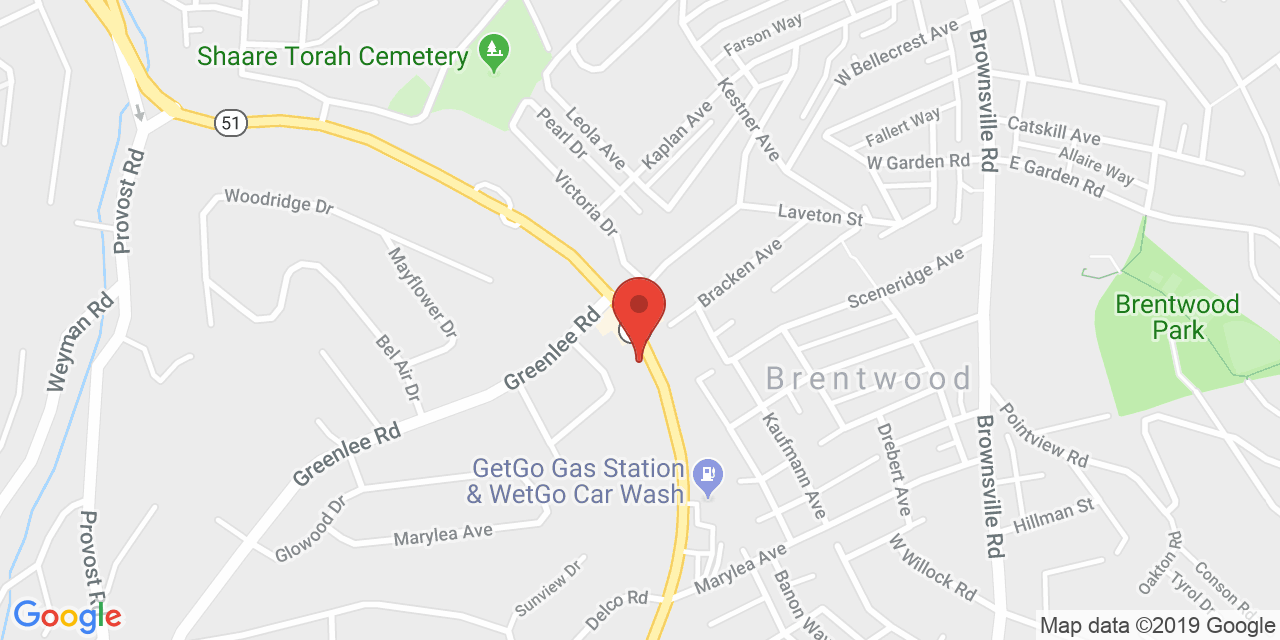 Farson Way
W Bellecrest Ave
Brownsville Rd
Shaare Torah Cemetery
Kestner Ave
51
Leola Ave
Pearl Dr
Kaplan Ave
Fallert Way
Catskill Ave
Allaire Way
W Garden Rd
E Garden Rd
Provost Rd
Woodridge Dr
Victoria Dr
Laveton St
Mayflower Dr
Bracken Ave
Sceneridge Ave
Weyman Rd
Brentwood
Park
Bel Air Dr
Greenlee Rd
Brentwood
Greenlee Rd
Kaufmann Ave
Drebert Ave
Brownsville Rd
Pointview Rd
GetGo Gas Station
& WetGo Car Wash
Provost R
Glowood Dr
Marylea Ave
Hillman St
Sunview Dr
Delco Rd
Marylea Ave
Banon Way
W Willock Rd
Oakton Rd
Tyrol Dr
Conson Rd
Google
Map data ©2019 Google